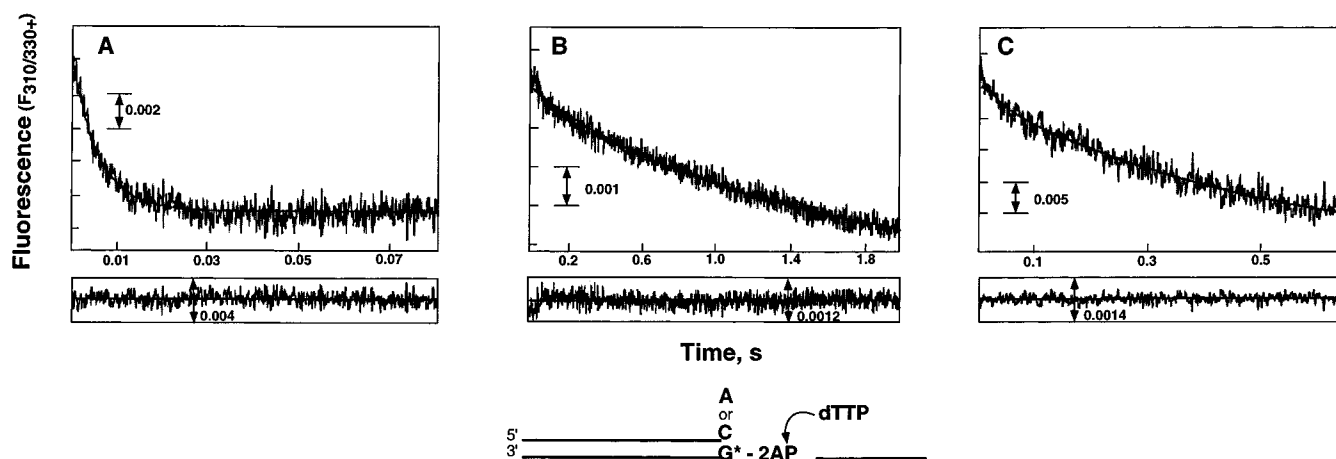 Fluorescence (F310/330+)
A
0.002
0.01 0.03 0.05 0.07
0.004
B
0.001
0.2 0.6 1.0 1.4 1.8
0.0012
C
0.005
0.1 0.3 0.5
0.0014
Time, s
A
or
C
dTTP
5'
3'
G* - 2AP